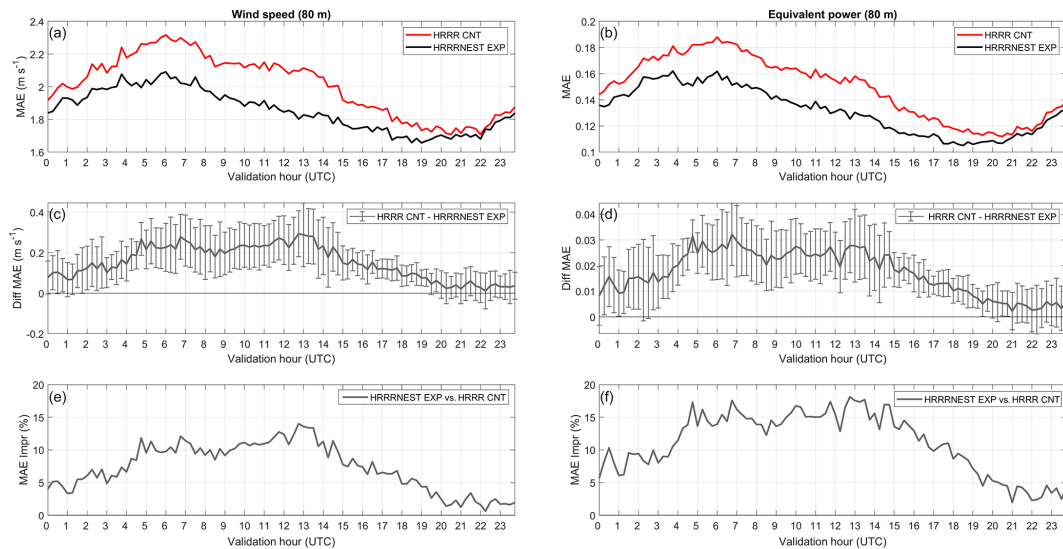 Wind speed (80 m)
(a)
HRRR CNT
HRRRNEST EXP
MAE (m s⁻¹)
2.4
2.2
2
1.8
1.6
0 1 2 3 4 5 6 7 8 9 10 11 12 13 14 15 16 17 18 19 20 21 22 23
Validation hour (UTC)
Equivalent power (80 m)
(b)
HRRR CNT
HRRRNEST EXP
MAE
0.2
0.18
0.16
0.14
0.12
0.1
0 1 2 3 4 5 6 7 8 9 10 11 12 13 14 15 16 17 18 19 20 21 22 23
Validation hour (UTC)
(c)
HRRR CNT - HRRRNEST EXP
Diff MAE (m s⁻¹)
0.4
0.2
0
-0.2
0 1 2 3 4 5 6 7 8 9 10 11 12 13 14 15 16 17 18 19 20 21 22 23
Validation hour (UTC)
(d)
HRRR CNT - HRRRNEST EXP
Diff MAE
0.04
0.03
0.02
0.01
0
0 1 2 3 4 5 6 7 8 9 10 11 12 13 14 15 16 17 18 19 20 21 22 23
Validation hour (UTC)
(e)
HRRRNEST EXP vs. HRRR CNT
MAE Impr (%)
20
15
10
5
0
0 1 2 3 4 5 6 7 8 9 10 11 12 13 14 15 16 17 18 19 20 21 22 23
Validation hour (UTC)
(f)
HRRRNEST EXP vs. HRRR CNT
MAE Impr (%)
20
15
10
5
0
0 1 2 3 4 5 6 7 8 9 10 11 12 13 14 15 16 17 18 19 20 21 22 23
Validation hour (UTC)